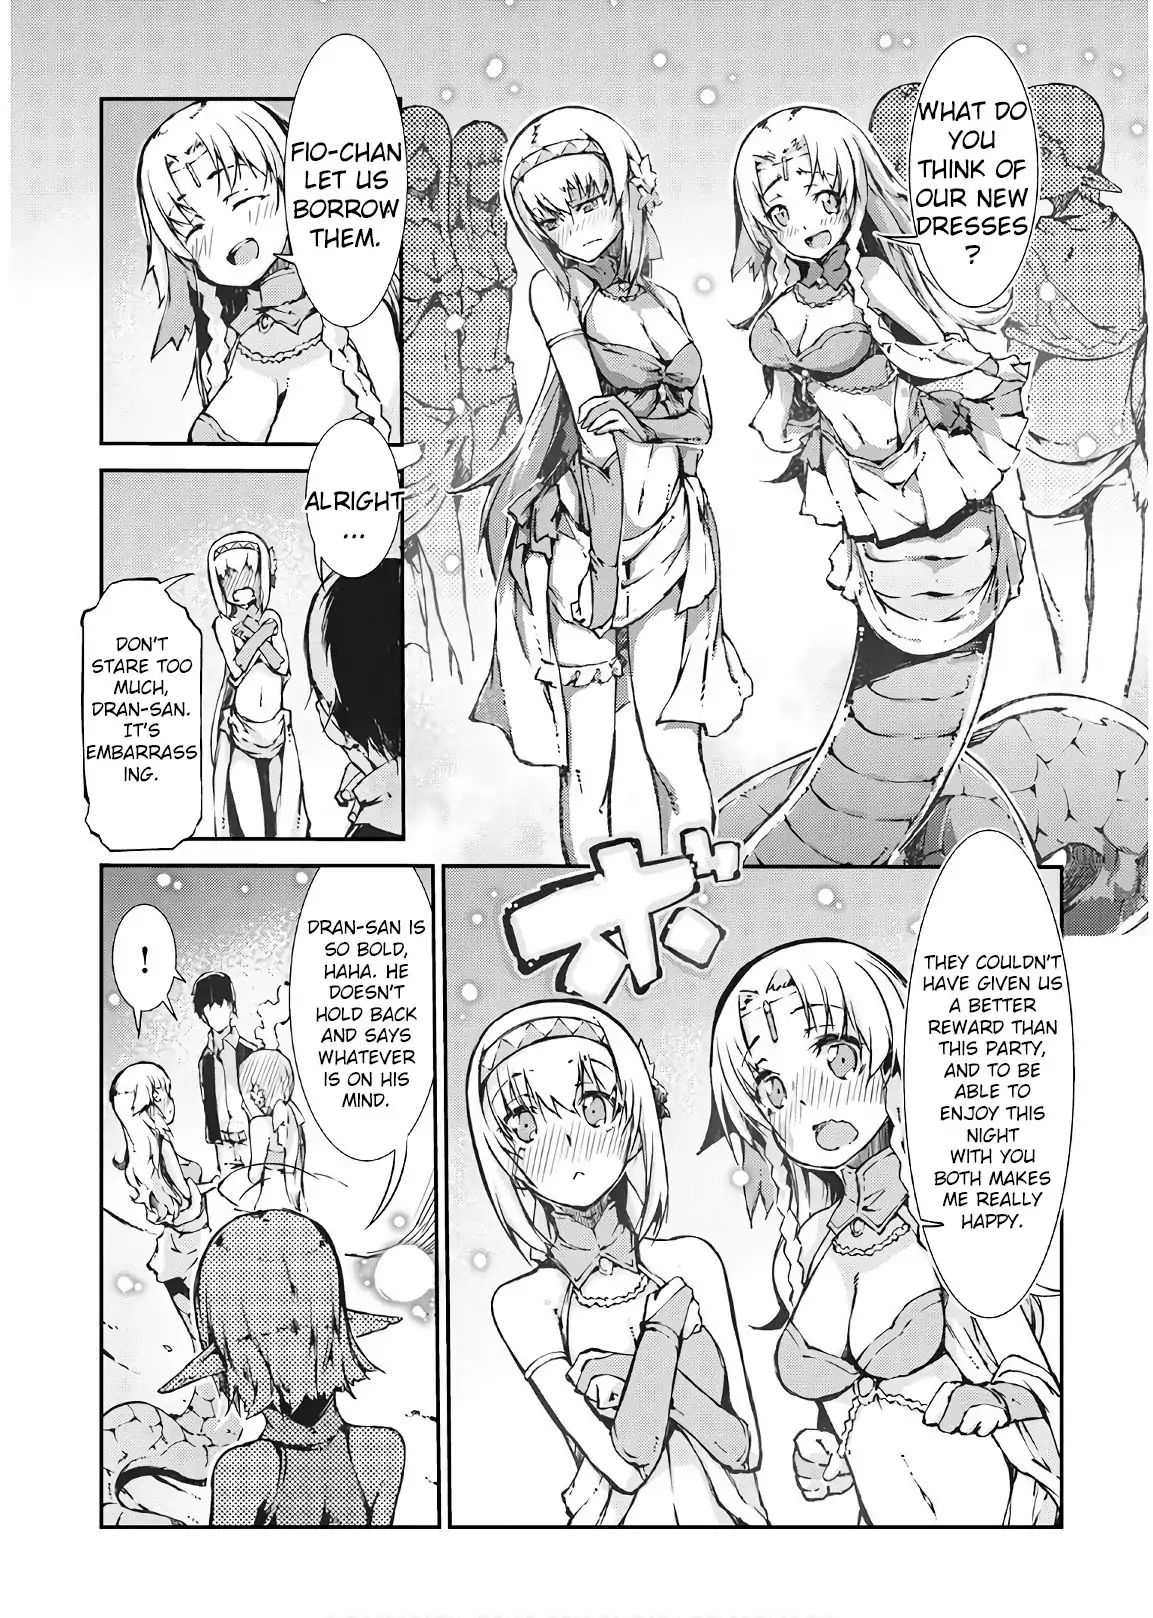 WHAT DO
YOU
THINK OF
OUR NEW
DRESSES
?
FIO-CHAN
LET US
BORROW
THEM.
ALRIGHT
...
DON'T
STARE TOO
MUCH,
DRAN-SAN.
IT'S
EMBARRASS
ING.
ボッ
THEY COULDN'T
HAVE GIVEN US
A BETTER
REWARD THAN
THIS PARTY,
AND TO BE
ABLE TO
ENJOY THIS
NIGHT
WITH YOU
BOTH MAKES
ME REALLY
HAPPY.
DRAN-SAN IS
SO BOLD,
HAHA. HE
DOESN'T
HOLD BACK
AND SAYS
WHATEVER
IS ON HIS
MIND.
!